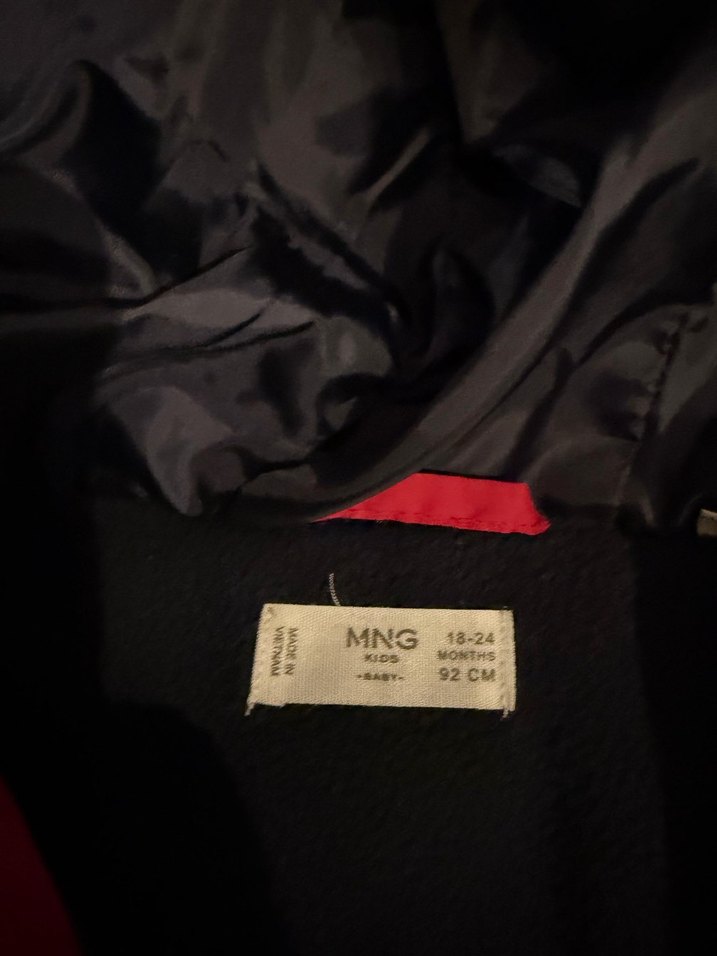 MADE IN
VIETNAM
MNG
KIDS
-BABY-
18-24
MONTHS
92 CM